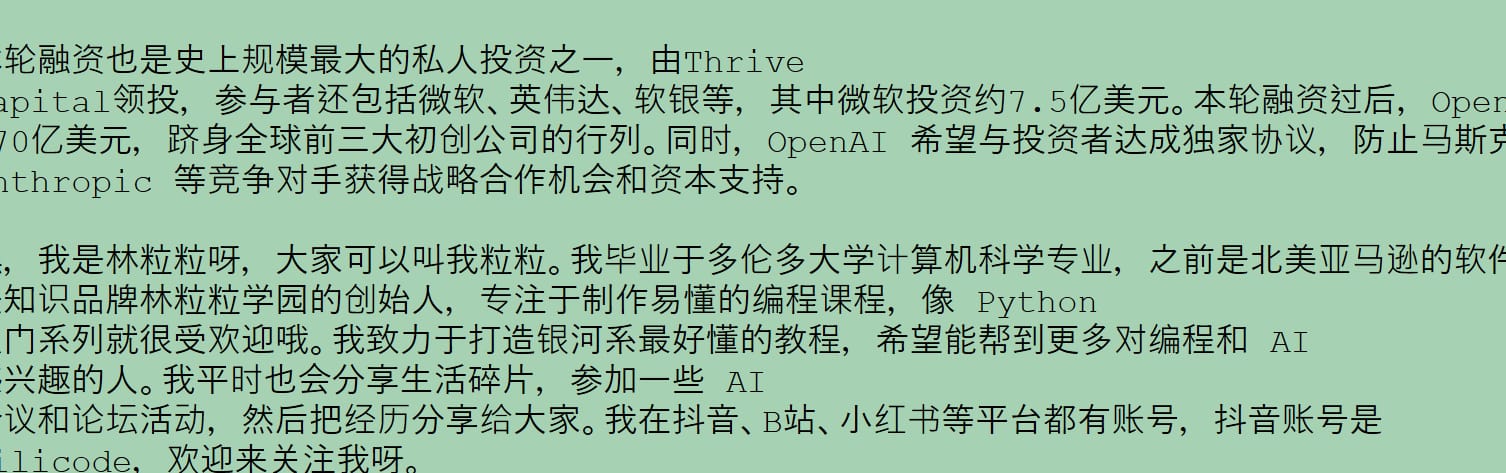 轮融资也是史上规模最大的私人投资之一，由Thrive
apital领投，参与者还包括微软、英伟达、软银等，其中微软投资约7.5亿美元。本轮融资过后，Open
70亿美元，跻身全球前三大初创公司的行列。同时，OpenAI 希望与投资者达成独家协议，防止马斯克
nthropic 等竞争对手获得战略合作机会和资本支持。
，我是林粒粒呀，大家可以叫我粒粒。我毕业于多伦多大学计算机科学专业，之前是北美亚马逊的软件
知识品牌林粒粒学园的创始人，专注于制作易懂的编程课程，像 Python
门系列就很受欢迎哦。我致力于打造银河系最好懂的教程，希望能帮到更多对编程和 AI
兴趣的人。我平时也会分享生活碎片，参加一些 AI
议和论坛活动，然后把经历分享给大家。我在抖音、B站、小红书等平台都有账号，抖音账号是
ilicode，欢迎来关注我呀。